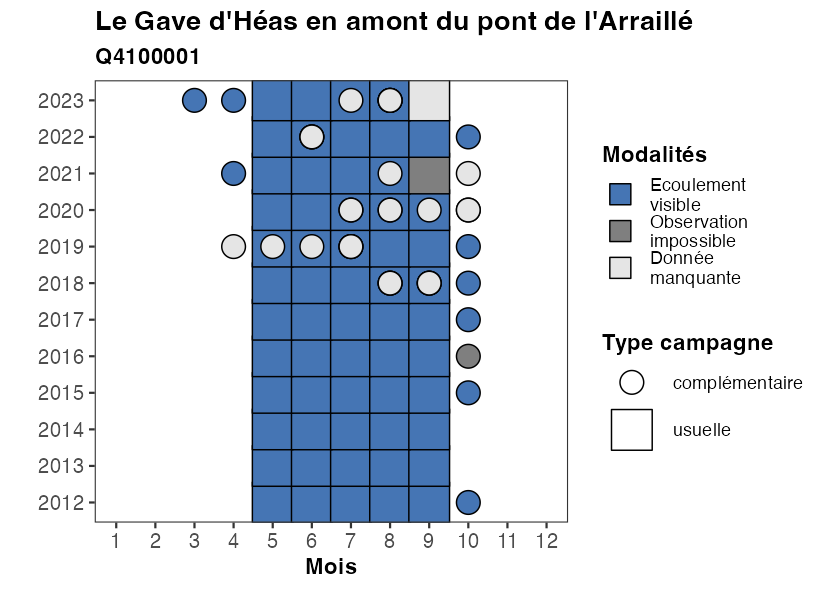 Le Gave d'Héas en amont du pont de l'Arraillé
Q4100001
2023
2022
2021
2020
2019
2018
2017
2016
2015
2014
2013
2012
1 2 3 4 5 6 7 8 9 10 11 12
Mois
Modalités
Ecoulement
visible
Observation
impossible
Donnée
manquante
Type campagne
complémentaire
usuelle